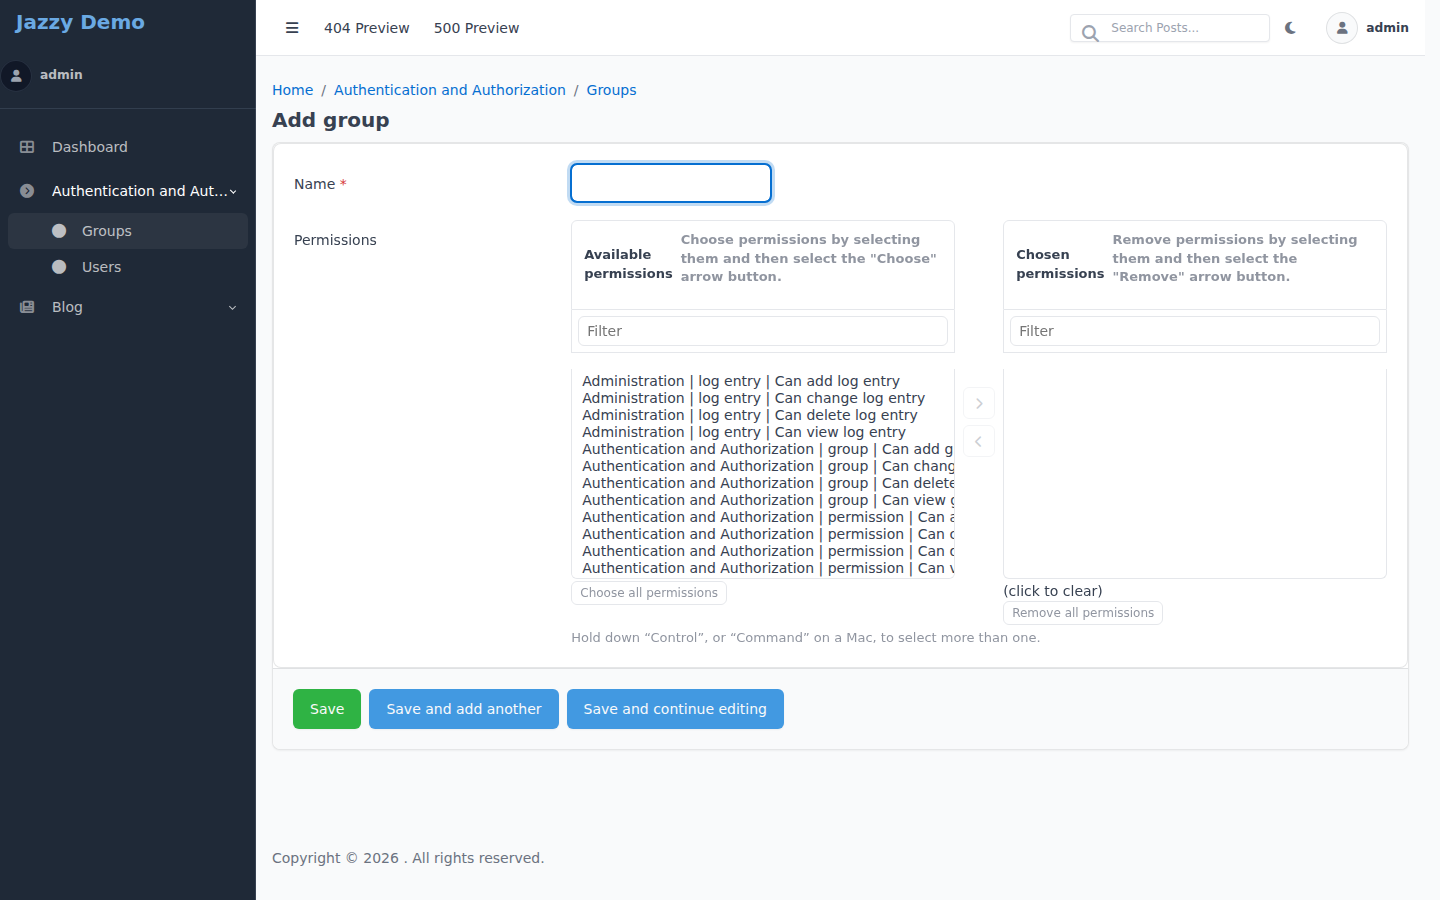 Jazzy Demo
admin
Dashboard
Authentication and Aut...
Groups
Users
Blog
404 Preview
500 Preview
Search Posts...
admin
Home / Authentication and Authorization / Groups
Add group
Name *
Permissions
Available permissions
Choose permissions by selecting them and then select the "Choose" arrow button.
Filter
Administration | log entry | Can add log entry
Administration | log entry | Can change log entry
Administration | log entry | Can delete log entry
Administration | log entry | Can view log entry
Authentication and Authorization | group | Can add g
Authentication and Authorization | group | Can chang
Authentication and Authorization | group | Can delete
Authentication and Authorization | group | Can view
Authentication and Authorization | permission | Can
Authentication and Authorization | permission | Can
Authentication and Authorization | permission | Can
Authentication and Authorization | permission | Can
Choose all permissions
Chosen permissions
Remove permissions by selecting them and then select the "Remove" arrow button.
Filter
(click to clear)
Remove all permissions
Hold down “Control”, or “Command” on a Mac, to select more than one.
Save
Save and add another
Save and continue editing
Copyright © 2026 . All rights reserved.